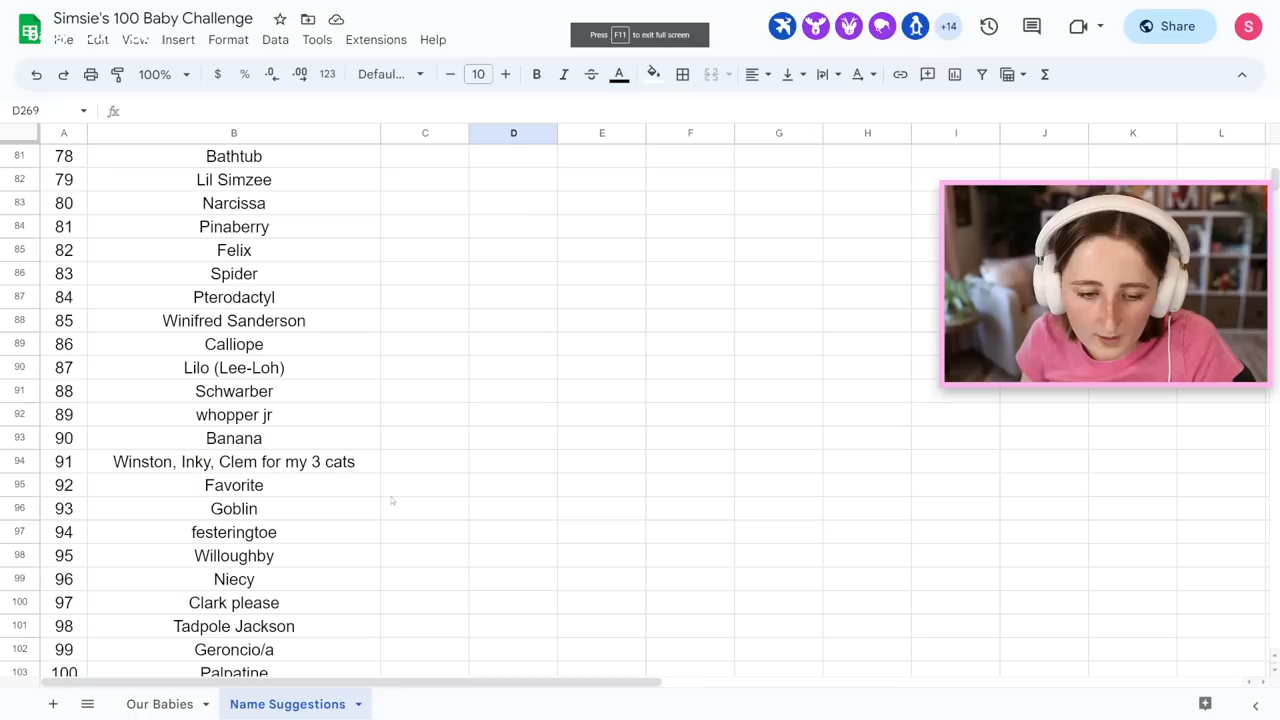 Simsie's 100 Baby Challenge
Insert Format Data Tools Extensions Help
Press F11 to exit full screen
+14
Share
S
100%
$ % .0 .00 123
Defaul...
10
B I A
D269
fx
A B C D E F G H I J K L
81 78 Bathtub
82 79 Lil Simzee
83 80 Narcissa
84 81 Pinaberry
85 82 Felix
86 83 Spider
87 84 Pterodactyl
88 85 Winifred Sanderson
89 86 Calliope
90 87 Lilo (Lee-Loh)
91 88 Schwarber
92 89 whopper jr
93 90 Banana
94 91 Winston, Inky, Clem for my 3 cats
95 92 Favorite
96 93 Goblin
97 94 festeringtoe
98 95 Willoughby
99 96 Niecy
100 97 Clark please
101 98 Tadpole Jackson
102 99 Geroncio/a
103 100 Palpatine
Our Babies
Name Suggestions